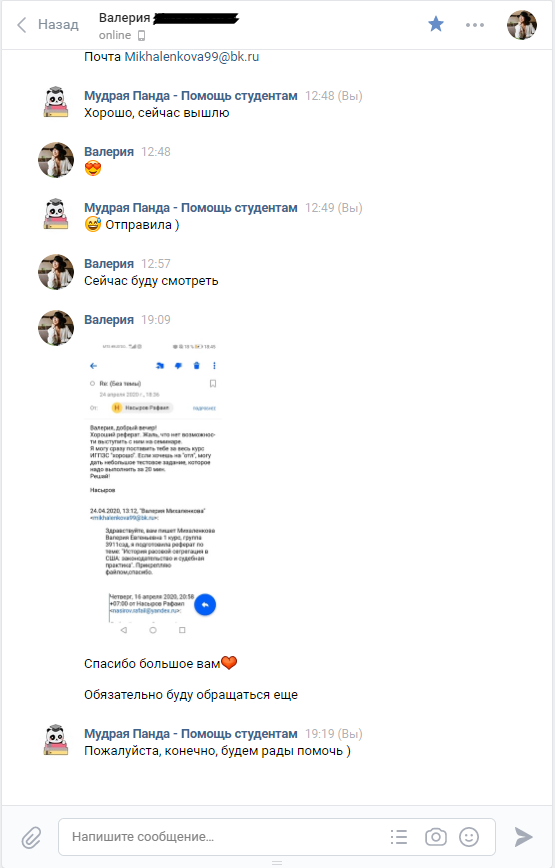 Назад
Валерия
online
Почта Mikhalenkova99@bk.ru
Мудрая Панда - Помощь студентам 12:48 (Вы)
Хорошо, сейчас вышлю
Валерия 12:48
Мудрая Панда - Помощь студентам 12:49 (Вы)
Отправила )
Валерия 12:57
Сейчас буду смотреть
Валерия 19:09
Re: (Без темы)
24 апреля 2020 г., 18:36
От: Н Насыров Рафаил
Валерия, добрый вечер!
Хороший реферат. Жаль, что нет возможнос-
ти выступить с ним на семинаре.
Я могу сразу поставить тебе за весь курс
ИГПЗС "хорошо". Если хочешь на "отл", могу
дать небольшое тестовое задание, которое
надо выполнить за 20 мин.
Решай!
Насыров
24.04.2020, 13:12, "Валерия Михаленкова"
<mikhalenkova99@bk.ru>:
Здравствуйте, вам пишит Михаленкова
Валерия Евгеньевна 1 курс, группа
3911сод, я подготовила реферат по
теме: "История расовой сегрегации в
США: законодательство и судебная
практика". Прикрепляю
файлом,спасибо.
Четверг, 16 апреля 2020, 20:58
+07:00 от Насыров Рафаил
<nasirov.rafail@yandex.ru>:
Спасибо большое вам
Обязательно буду обращаться еще
Мудрая Панда - Помощь студентам 19:19 (Вы)
Пожалуйста, конечно, будем рады помочь )
Напишите сообщение...